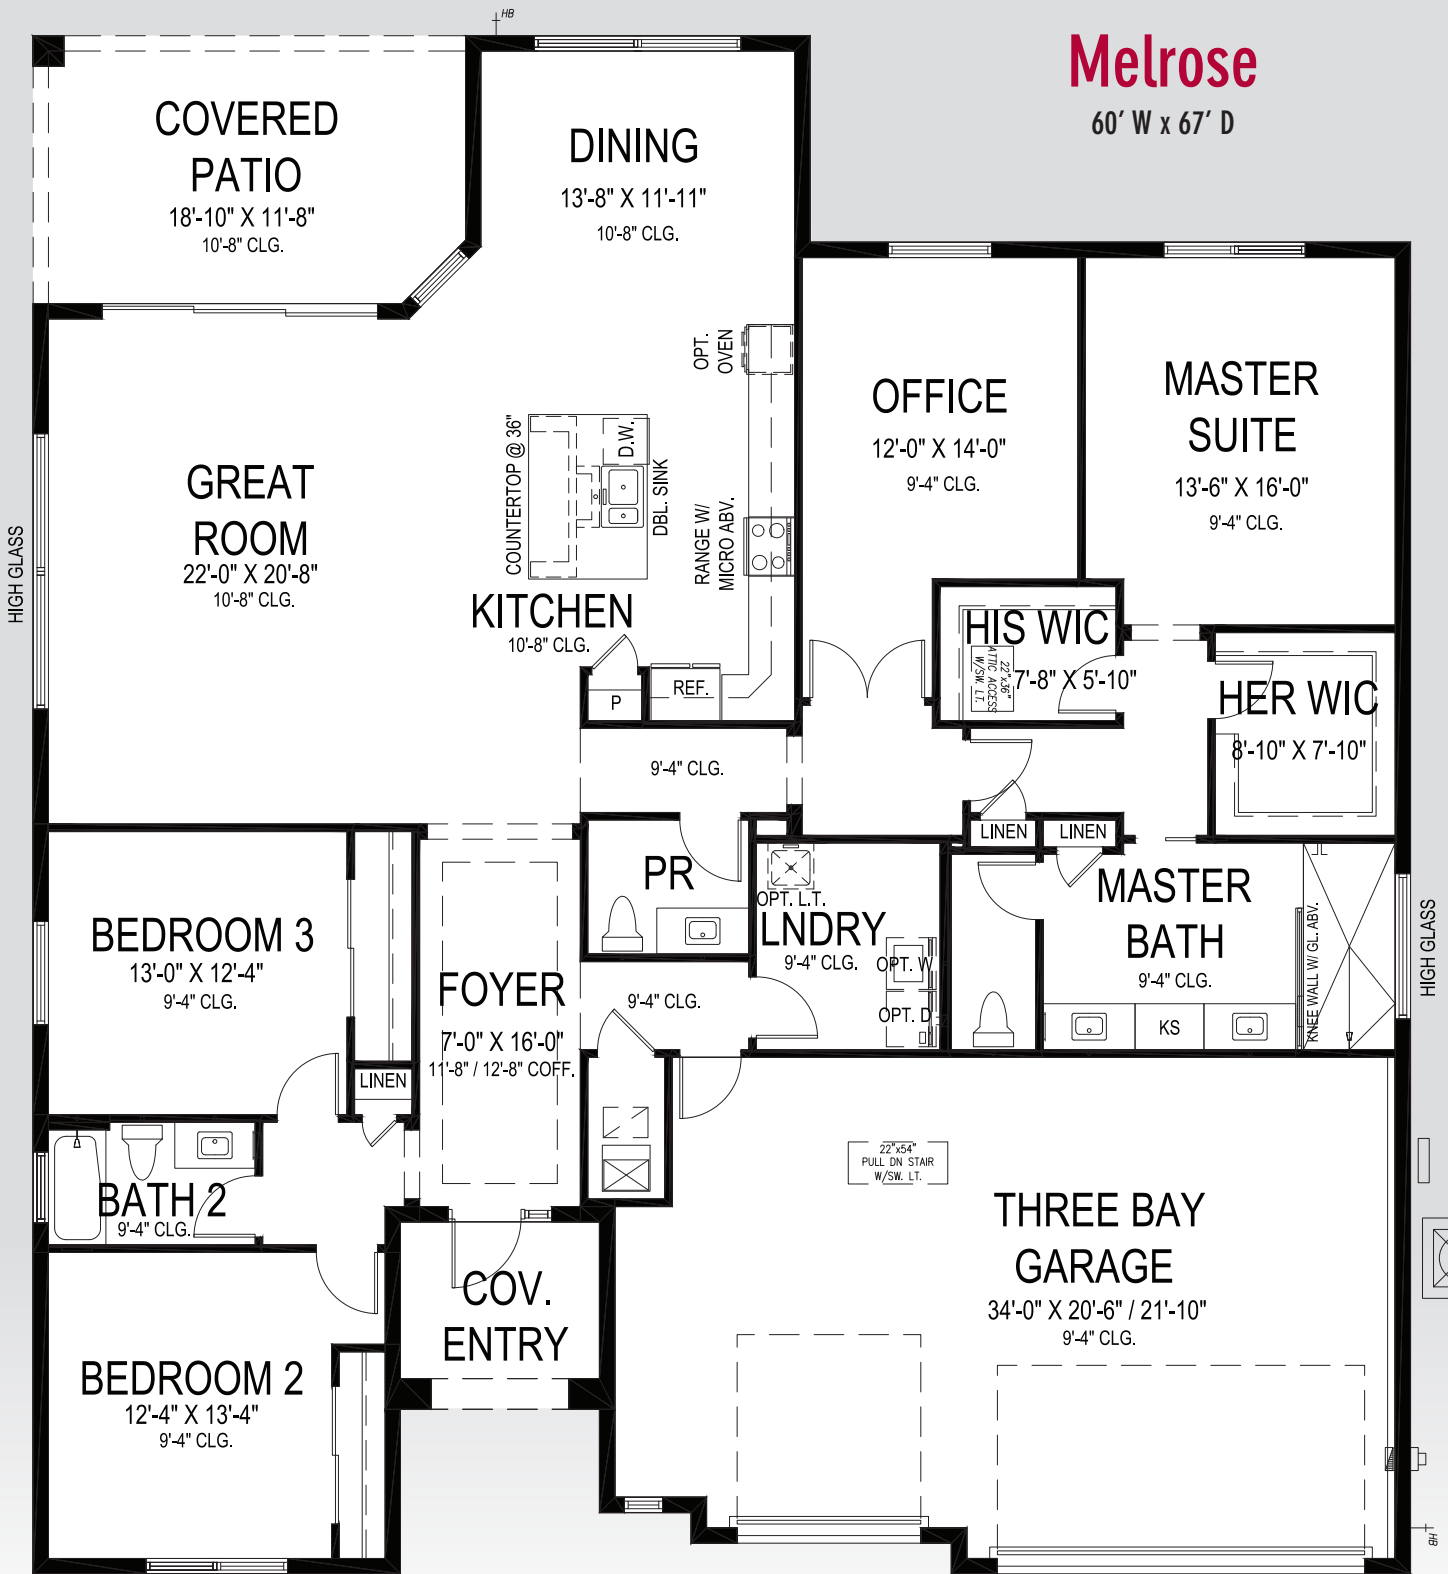 HB
Melrose
60' W x 67' D
COVERED
PATIO
18'-10" X 11'-8"
10'-8" CLG.
DINING
13'-8" X 11'-11"
10'-8" CLG.
OPT.
OVEN
OFFICE
12'-0" X 14'-0"
9'-4" CLG.
MASTER
SUITE
13'-6" X 16'-0"
9'-4" CLG.
GREAT
ROOM
22'-0" X 20'-8"
10'-8" CLG.
HIGH GLASS
COUNTERTOP @ 36"
D.W.
DBL. SINK
RANGE W/
MICRO ABV.
KITCHEN
10'-8" CLG.
P
REF.
HIS WIC
7'-8" X 5'-10"
22"x36"
ATTIC ACCESS
W/SW. LT.
HER WIC
8'-10" X 7'-10"
9'-4" CLG.
LINEN
LINEN
PR
OPT. L.T.
LNDRY
9'-4" CLG.
OPT. W
OPT. D
MASTER
BATH
9'-4" CLG.
KS
KNEE WALL W/ GL. ABV.
HIGH GLASS
BEDROOM 3
13'-0" X 12'-4"
9'-4" CLG.
FOYER
7'-0" X 16'-0"
11'-8" / 12'-8" COFF.
9'-4" CLG.
LINEN
BATH 2
9'-4" CLG.
22"x54"
PULL DN STAIR
W/SW. LT.
THREE BAY
GARAGE
34'-0" X 20'-6" / 21'-10"
9'-4" CLG.
COV.
ENTRY
BEDROOM 2
12'-4" X 13'-4"
9'-4" CLG.
HB